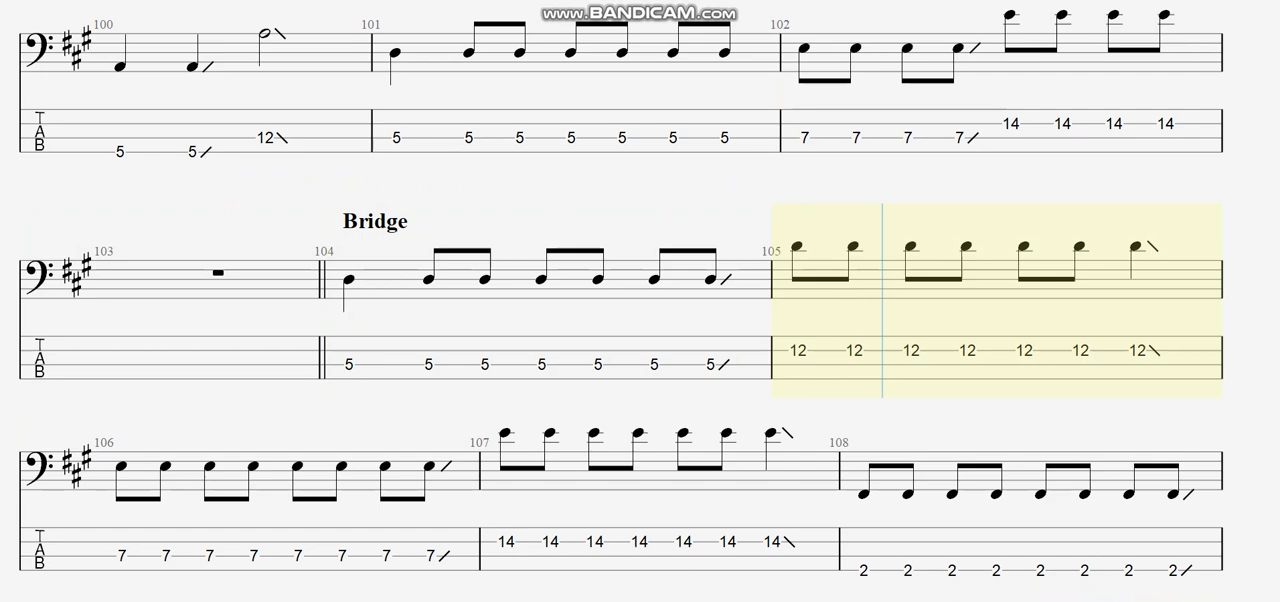 www.BANDICAM.com
100 101 102
T
A
B
5 5 12 5 5 5 5 5 5 5 7 7 7 7 14 14 14 14
Bridge
103 104 105
T
A
B
5 5 5 5 5 5 5 12 12 12 12 12 12 12
106 107 108
T
A
B
7 7 7 7 7 7 7 7 14 14 14 14 14 14 14 2 2 2 2 2 2 2 2